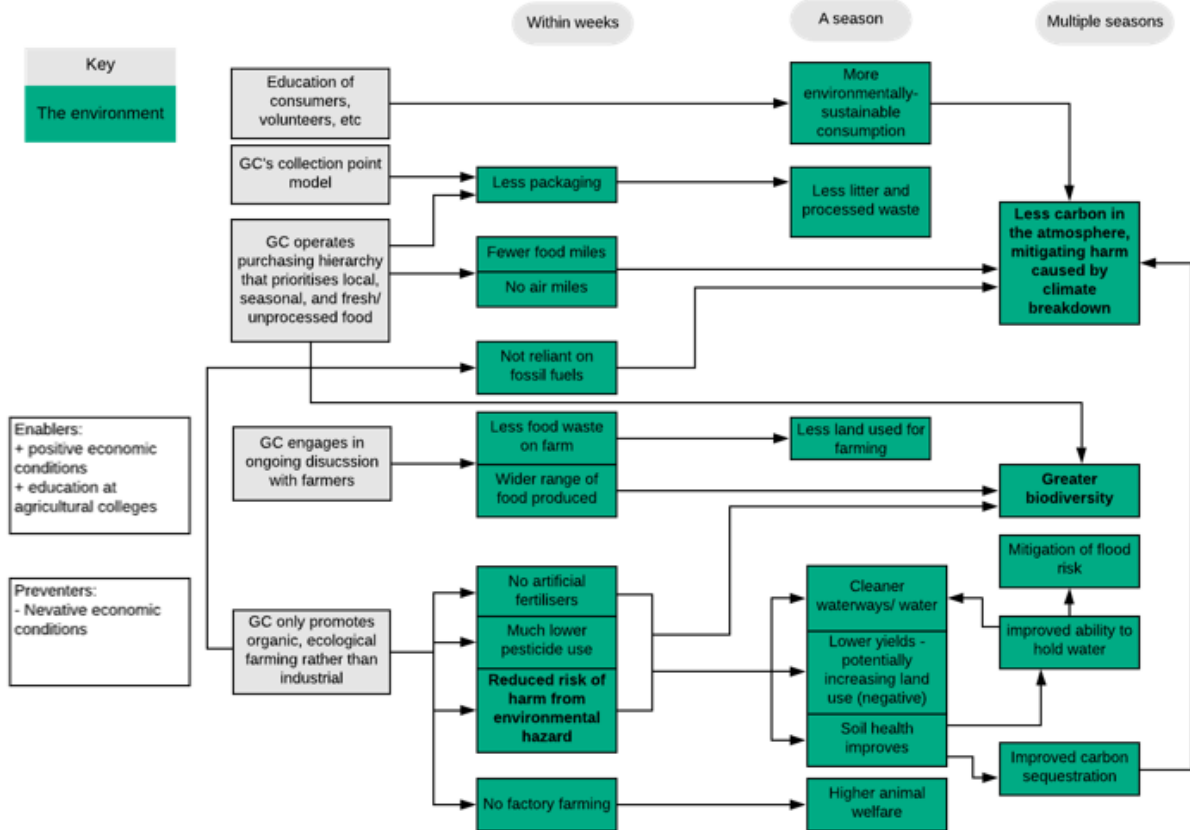 Within weeks
A season
Multiple seasons
Key
The environment
Education of
consumers,
volunteers, etc
More
environmentally-
sustainable
consumption
GC's collection point
model
Less packaging
Less litter and
processed waste
GC operates
purchasing hierarchy
that prioritises local,
seasonal, and fresh/
unprocessed food
Fewer food miles
No air miles
Less carbon in
the atmosphere,
mitigating harm
caused by
climate
breakdown
Not reliant on
fossil fuels
Enablers:
+ positive economic
conditions
+ education at
agricultural colleges
GC engages in
ongoing disucssion
with farmers
Less food waste
on farm
Wider range of
food produced
Less land used for
farming
Greater
biodiversity
Preventers:
- Nevative economic
conditions
GC only promotes
organic, ecological
farming rather than
industrial
No artificial
fertilisers
Much lower
pesticide use
Reduced risk of
harm from
environmental
hazard
Cleaner
waterways/ water
Lower yields -
potentially
increasing land
use (negative)
Soil health
improves
Mitigation of flood
risk
improved ability to
hold water
Improved carbon
sequestration
No factory farming
Higher animal
welfare